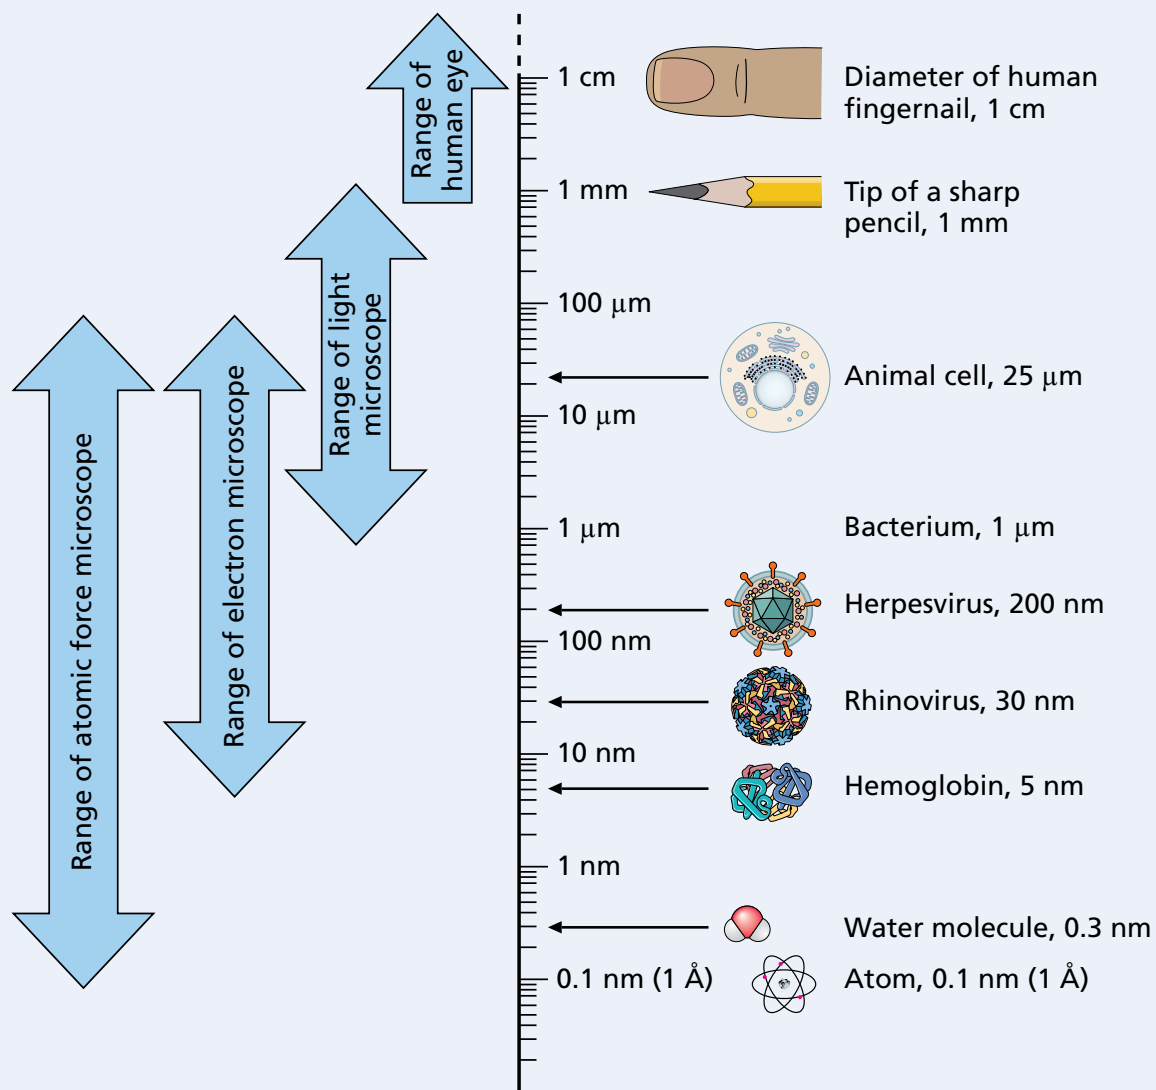 Range of
human eye
Range of light
microscope
Range of electron microscope
Range of atomic force microscope
1 cm
Diameter of human
fingernail, 1 cm
1 mm
Tip of a sharp
pencil, 1 mm
100 μm
Animal cell, 25 μm
10 μm
1 μm
Bacterium, 1 μm
Herpesvirus, 200 nm
100 nm
Rhinovirus, 30 nm
10 nm
Hemoglobin, 5 nm
1 nm
Water molecule, 0.3 nm
0.1 nm (1 Å)
Atom, 0.1 nm (1 Å)